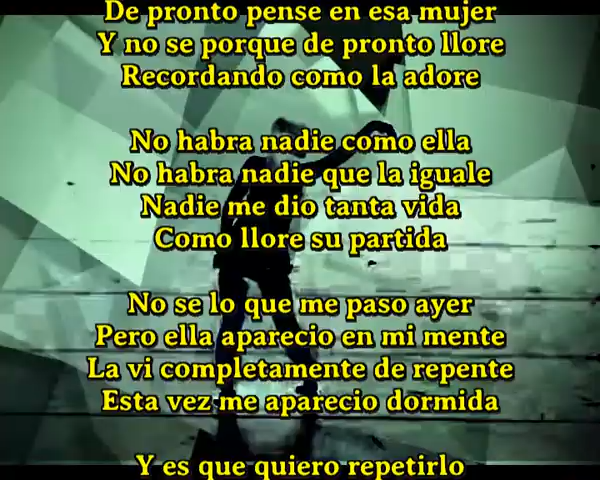 De pronto pense en esa mujer
Y no se porque de pronto llore
Recordando como la adore
No habra nadie como ella
No habra nadie que la iguale
Nadie me dio tanta vida
Como llore su partida
No se lo que me paso ayer
Pero ella aparecio en mi mente
La vi completamente de repente
Esta vez me aparecio dormida
Y es que quiero repetirlo